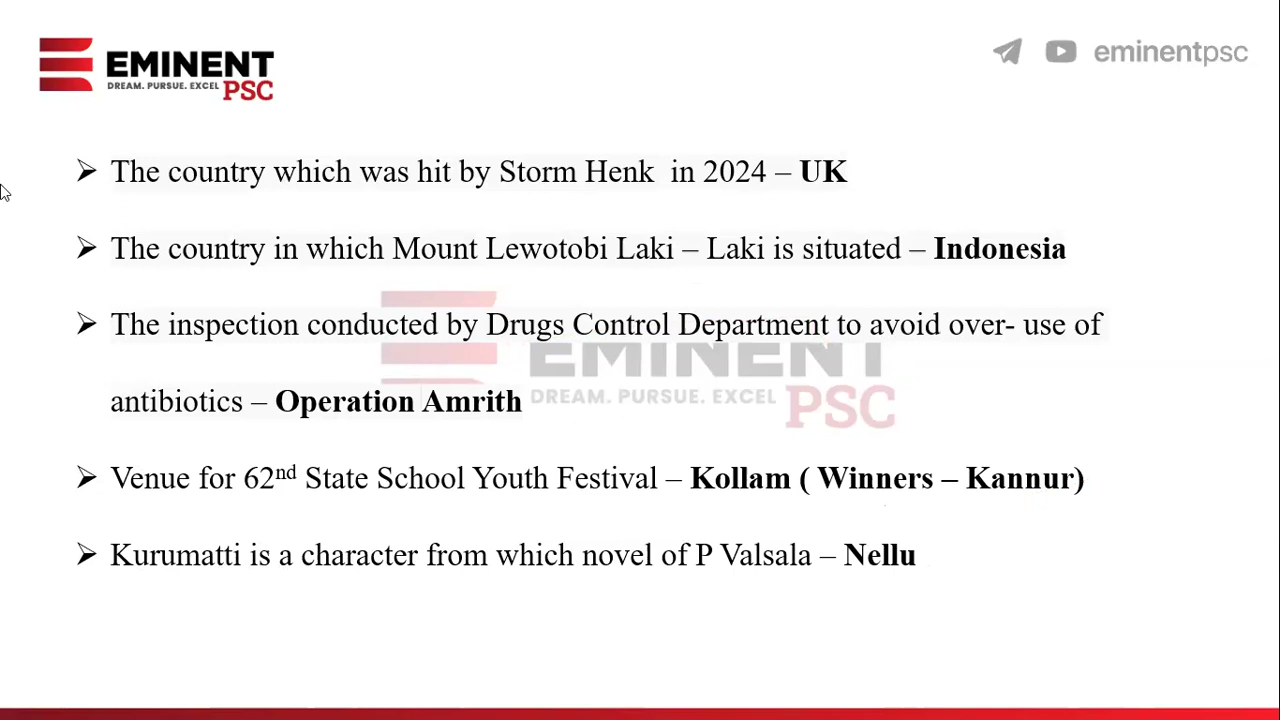 EMINENT
DREAM. PURSUE. EXCEL
PSC
eminentpsc
➢ The country which was hit by Storm Henk in 2024 – UK
➢ The country in which Mount Lewotobi Laki – Laki is situated – Indonesia
➢ The inspection conducted by Drugs Control Department to avoid over- use of
antibiotics – Operation Amrith
➢ Venue for 62nd State School Youth Festival – Kollam ( Winners – Kannur)
➢ Kurumatti is a character from which novel of P Valsala – Nellu
EMINENT
DREAM. PURSUE. EXCEL
PSC